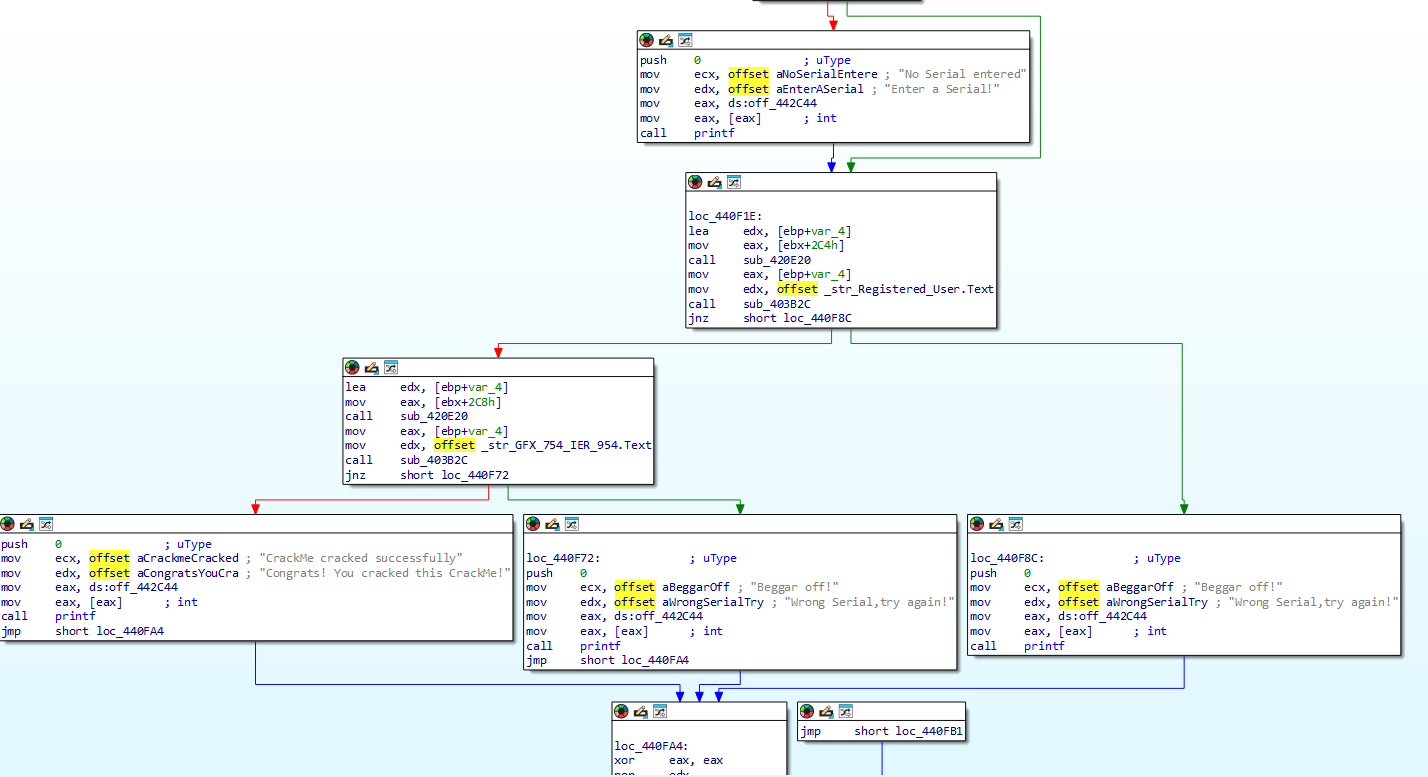 push 0 ; uType
mov ecx, offset aNoSerialEntere ; "No Serial entered"
mov edx, offset aEnterASerial ; "Enter a Serial!"
mov eax, ds:off_442C44
mov eax, [eax] ; int
call printf
loc_440F1E:
lea edx, [ebp+var_4]
mov eax, [ebx+2C4h]
call sub_420E20
mov eax, [ebp+var_4]
mov edx, offset _str_Registered_User.Text
call sub_403B2C
jnz short loc_440F8C
lea edx, [ebp+var_4]
mov eax, [ebx+2C8h]
call sub_420E20
mov eax, [ebp+var_4]
mov edx, offset _str_GFX_754_IER_954.Text
call sub_403B2C
jnz short loc_440F72
push 0 ; uType
mov ecx, offset aCrackmeCracked ; "CrackMe cracked successfully"
mov edx, offset aCongratsYouCra ; "Congrats! You cracked this CrackMe!"
mov eax, ds:off_442C44
mov eax, [eax] ; int
call printf
jmp short loc_440FA4
loc_440F72: ; uType
push 0
mov ecx, offset aBeggarOff ; "Beggar off!"
mov edx, offset aWrongSerialTry ; "Wrong Serial,try again!"
mov eax, ds:off_442C44
mov eax, [eax] ; int
call printf
jmp short loc_440FA4
loc_440F8C: ; uType
push 0
mov ecx, offset aBeggarOff ; "Beggar off!"
mov edx, offset aWrongSerialTry ; "Wrong Serial,try again!"
mov eax, ds:off_442C44
mov eax, [eax] ; int
call printf
loc_440FA4:
xor eax, eax
jmp short loc_440FB1